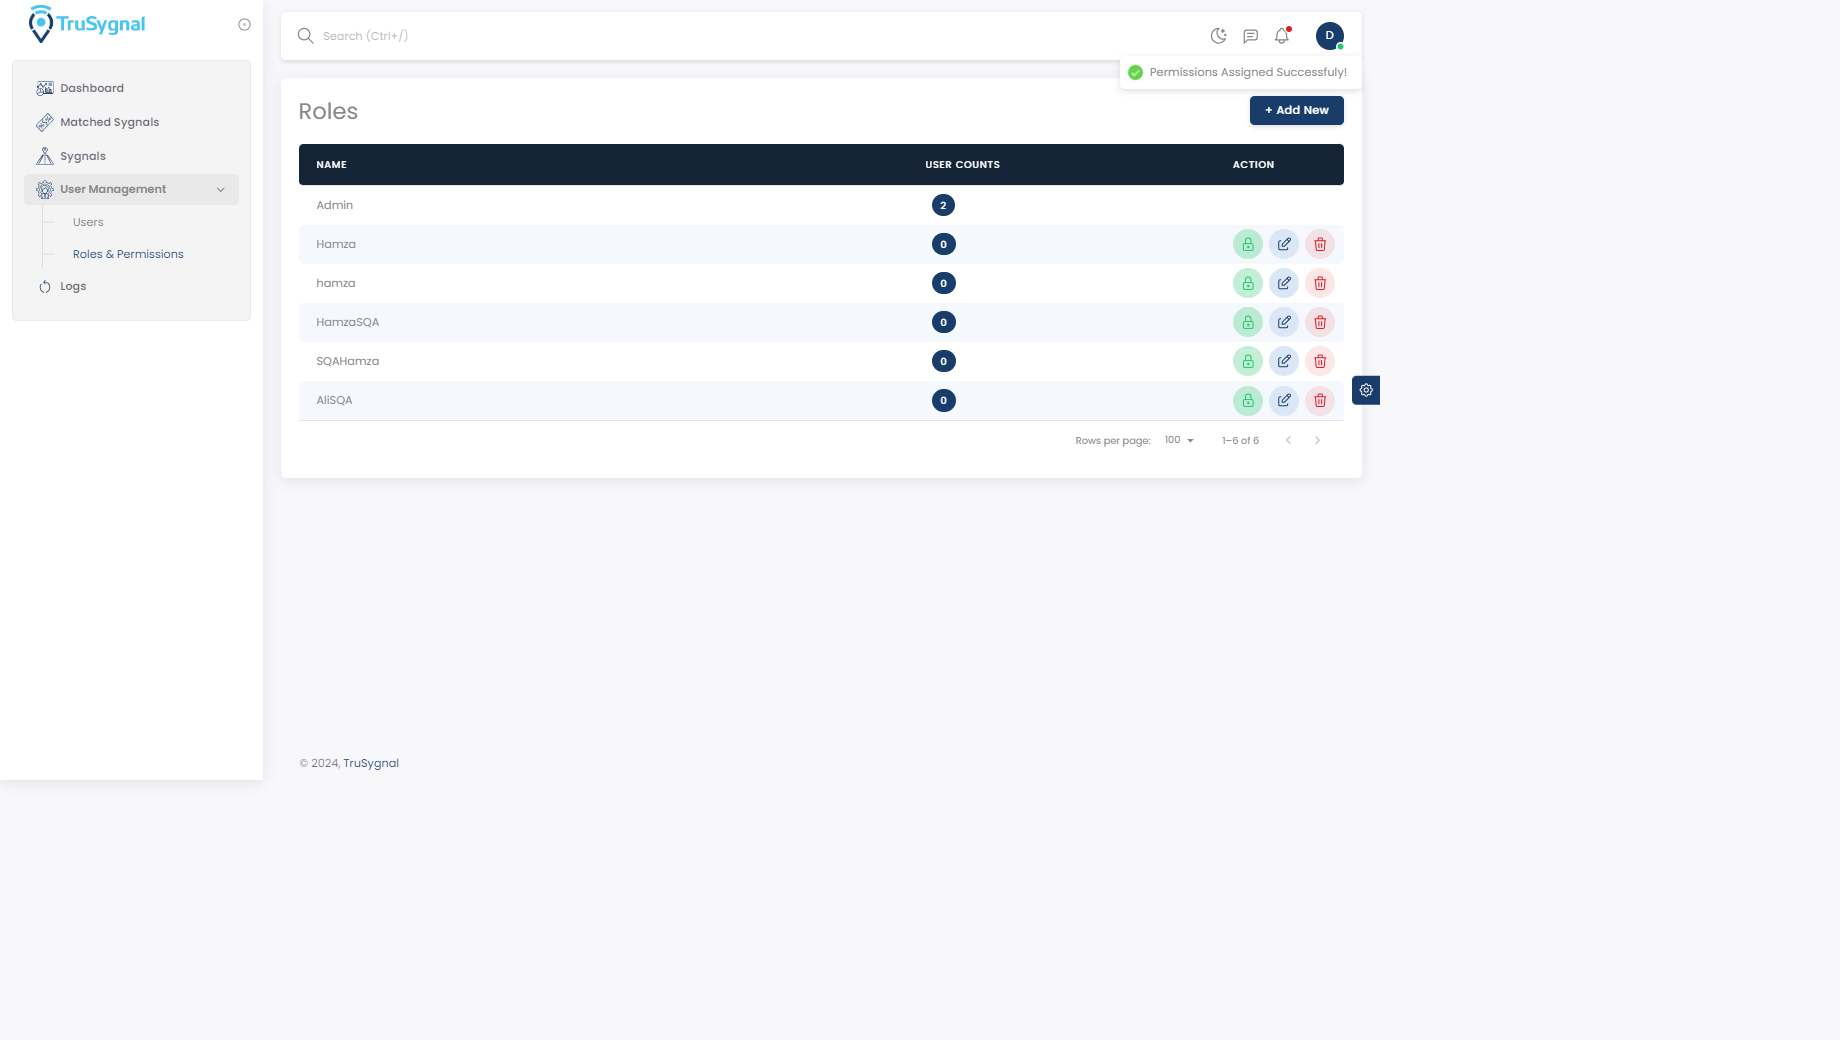 TruSygnal
Search (Ctrl+/)
D
Permissions Assigned Successfuly!
Dashboard
Matched Sygnals
Sygnals
User Management
Users
Roles & Permissions
Logs
Roles
+ Add New
NAME USER COUNTS ACTION
Admin 2
Hamza 0
hamza 0
HamzaSQA 0
SQAHamza 0
AliSQA 0
Rows per page: 100 1–6 of 6
© 2024, TruSygnal